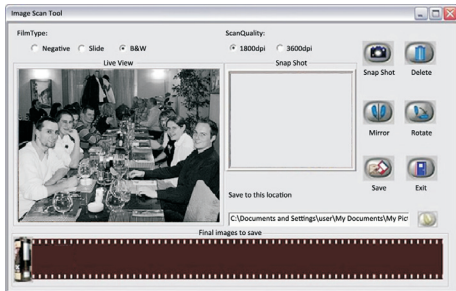 Image Scan Tool
FilmType:
Negative Slide B&W
ScanQuality:
1800dpi 3600dpi
Live View
Snap Shot
Snap Shot Delete
Mirror Rotate
Save Exit
Save to this location
C:\Documents and Settings\user\My Documents\My Pict
Final images to save